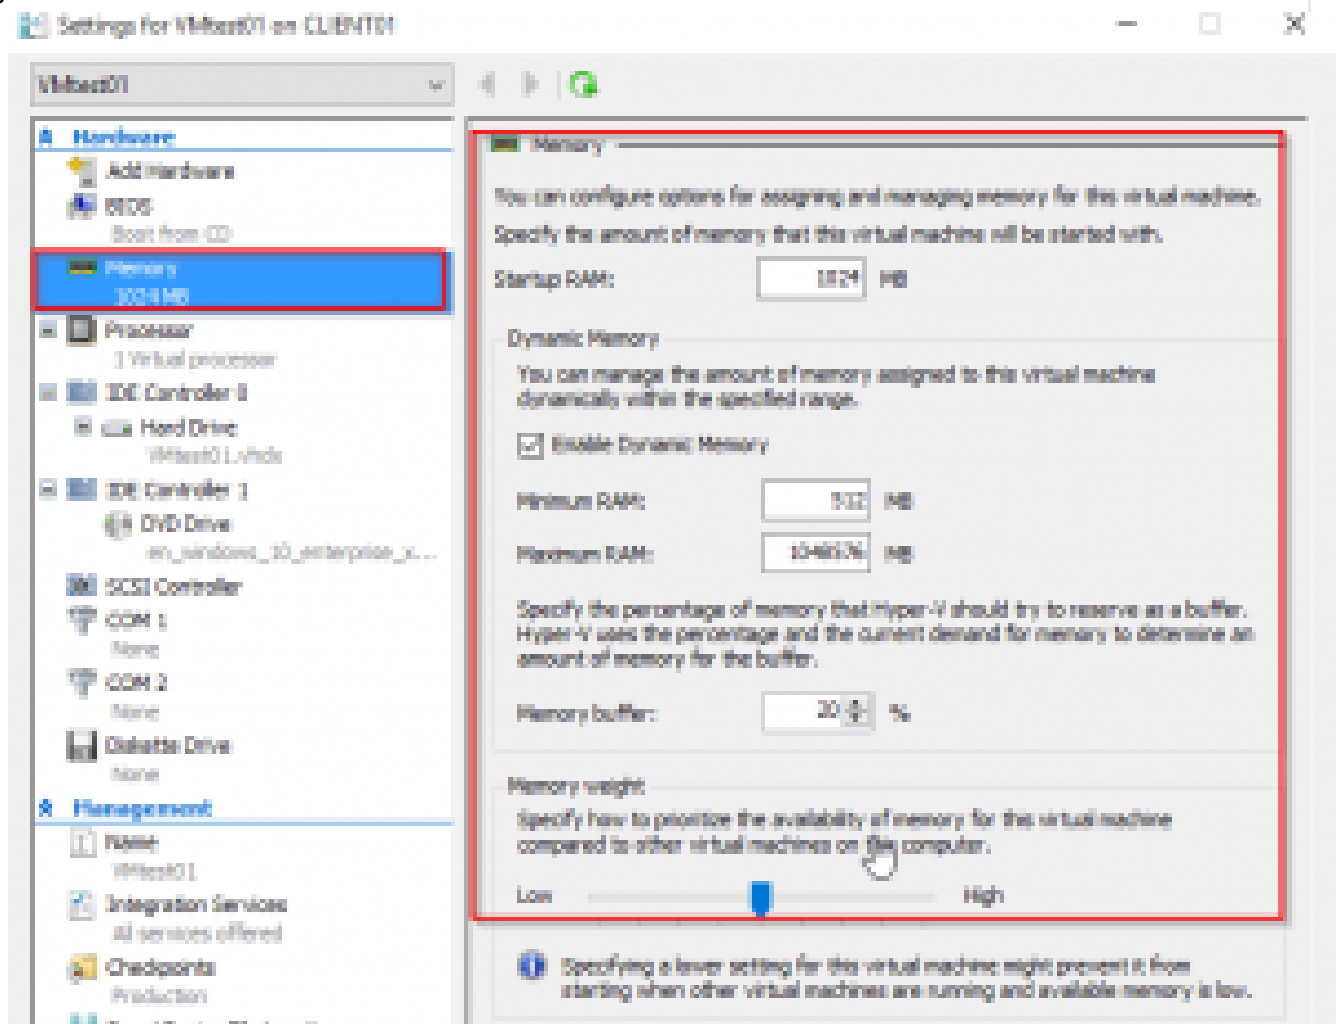 Settings for VMtest01 on CLIENT01
VMtest01
Hardware
Add Hardware
BIOS
Boot from CD
Memory
1024 MB
Processor
1 Virtual processor
IDE Controller 0
Hard Drive
VMtest01.vhdx
IDE Controller 1
DVD Drive
en_windows_10_enterprise_x...
SCSI Controller
COM 1
None
COM 2
None
Diskette Drive
None
Management
Name
VMtest01
Integration Services
All services offered
Checkpoints
Production
Memory
You can configure options for assigning and managing memory for this virtual machine.
Specify the amount of memory that this virtual machine will be started with.
Startup RAM: 1024 MB
Dynamic Memory
You can manage the amount of memory assigned to this virtual machine
dynamically within the specified range.
Enable Dynamic Memory
Minimum RAM: 512 MB
Maximum RAM: 1048576 MB
Specify the percentage of memory that Hyper-V should try to reserve as a buffer.
Hyper-V uses the percentage and the current demand for memory to determine an
amount of memory for the buffer.
Memory buffer: 20 %
Memory weight
Specify how to prioritize the availability of memory for this virtual machine
compared to other virtual machines on this computer.
Low High
Specifying a lower setting for this virtual machine might prevent it from
starting when other virtual machines are running and available memory is low.